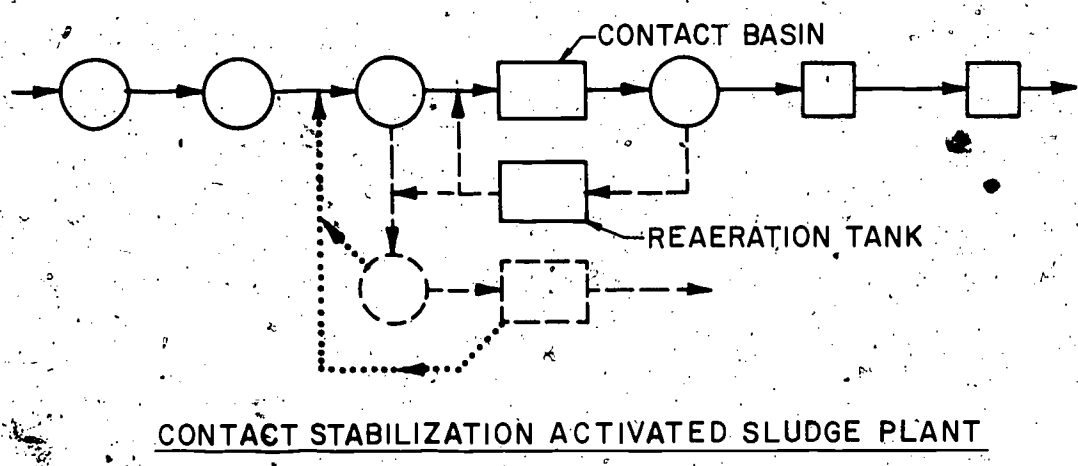 CONTACT BASIN
REAERATION TANK
CONTACT STABILIZATION ACTIVATED SLUDGE PLANT